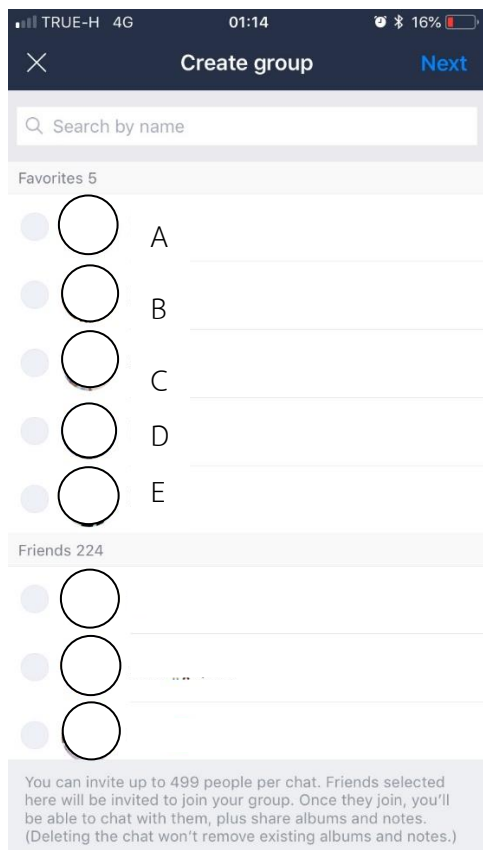 TRUE-H 4G 01:14 16%
Create group Next
Search by name
Favorites 5
A
B
C
D
E
Friends 224
You can invite up to 499 people per chat. Friends selected
here will be invited to join your group. Once they join, you'll
be able to chat with them, plus share albums and notes.
(Deleting the chat won't remove existing albums and notes.)